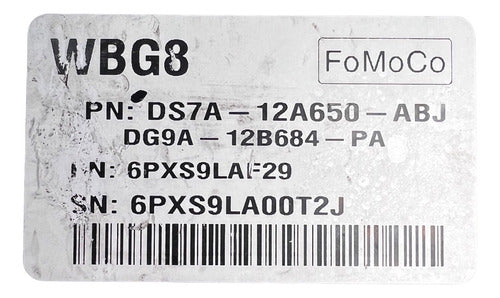 WBG8
FoMoCo
PN: DS7A-12A650-ABJ
DG9A-12B684-PA
N: 6PXS9LAF29
SN: 6PXS9LA00T2J